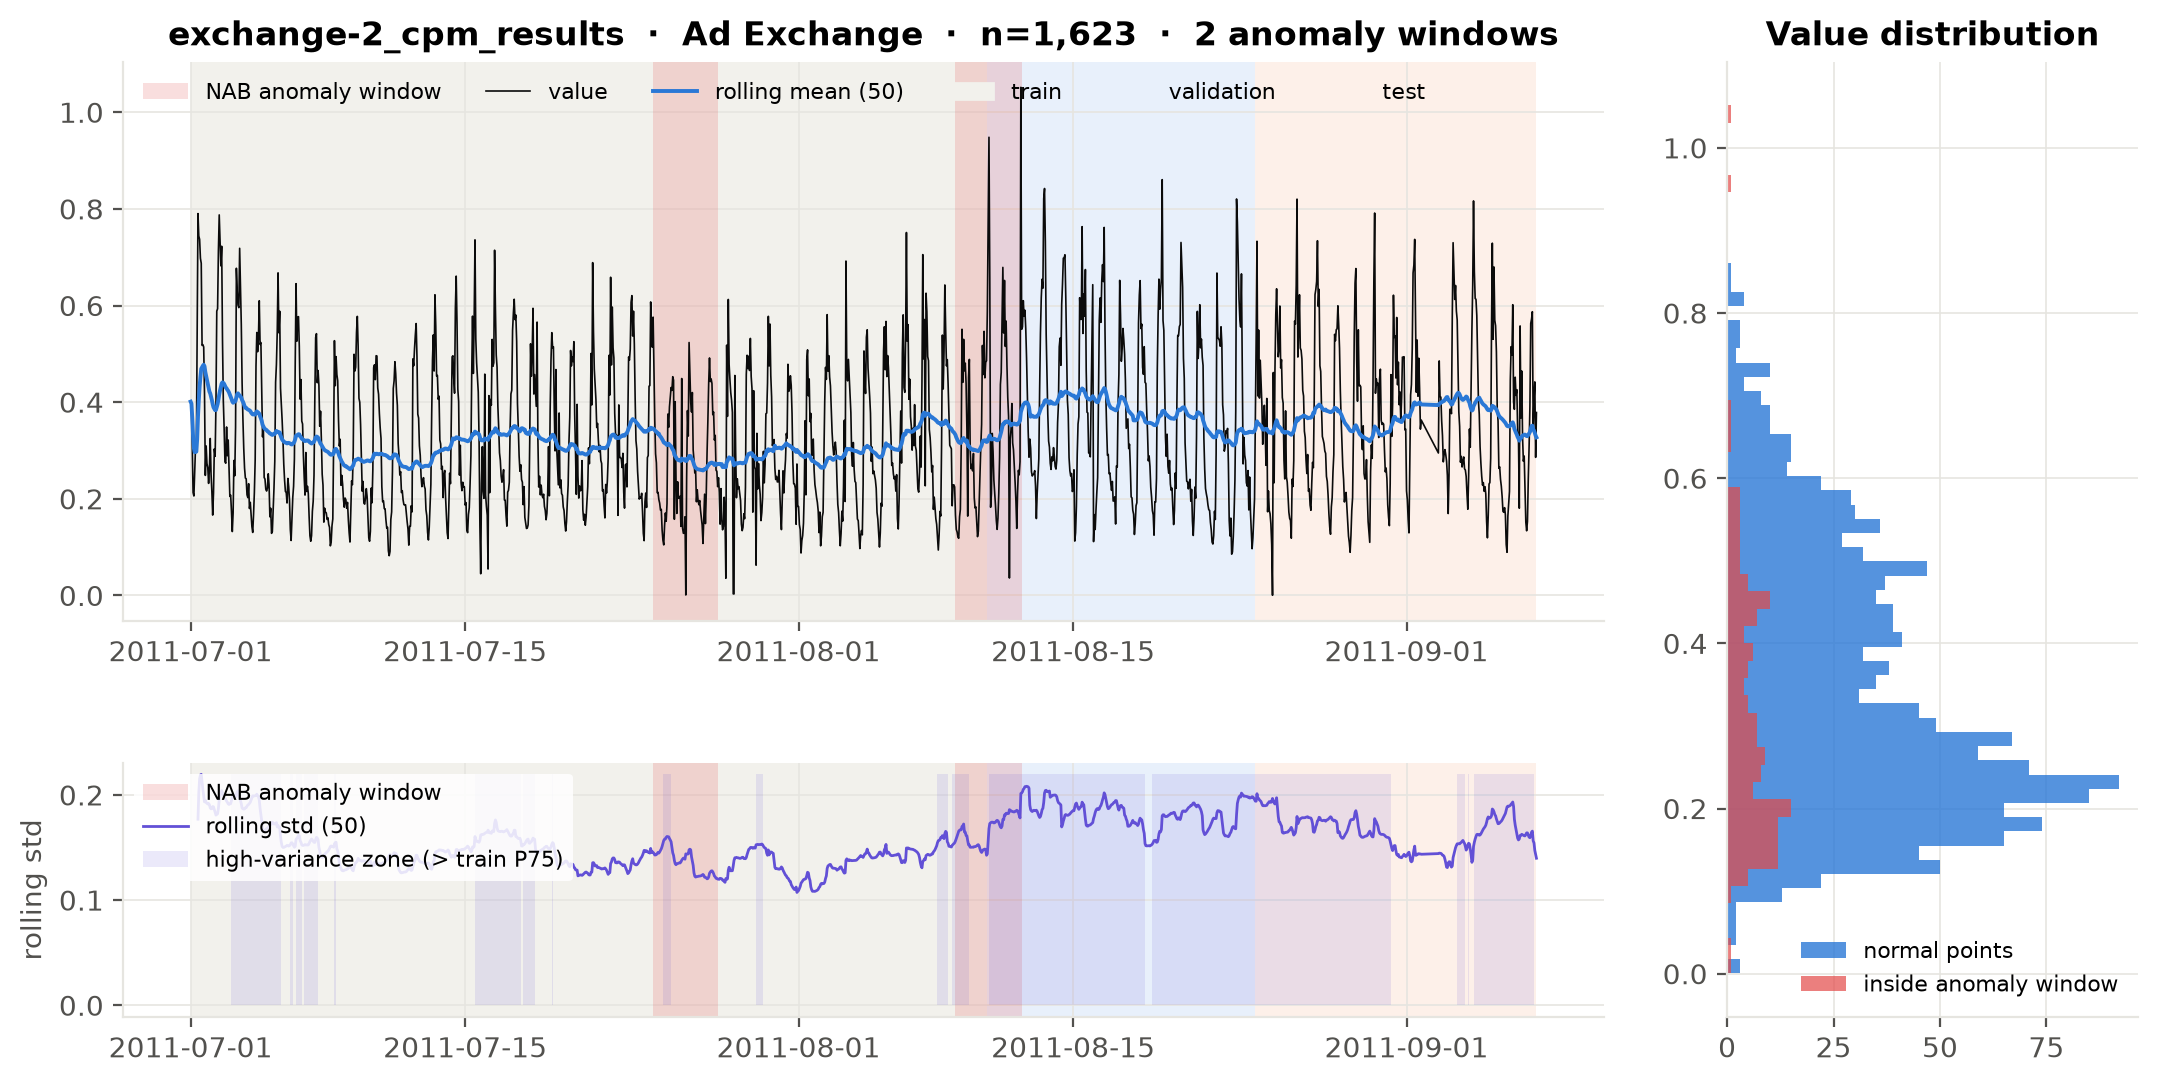 exchange-2_cpm_results · Ad Exchange · n=1,623 · 2 anomaly windows
NAB anomaly window
value
rolling mean (50)
train
validation
test
1.0
0.8
0.6
0.4
0.2
0.0
2011-07-01
2011-07-15
2011-08-01
2011-08-15
2011-09-01
rolling std
0.2
0.1
0.0
NAB anomaly window
rolling std (50)
high-variance zone (> train P75)
2011-07-01
2011-07-15
2011-08-01
2011-08-15
2011-09-01
Value distribution
1.0
0.8
0.6
0.4
0.2
0.0
normal points
inside anomaly window
0
25
50
75